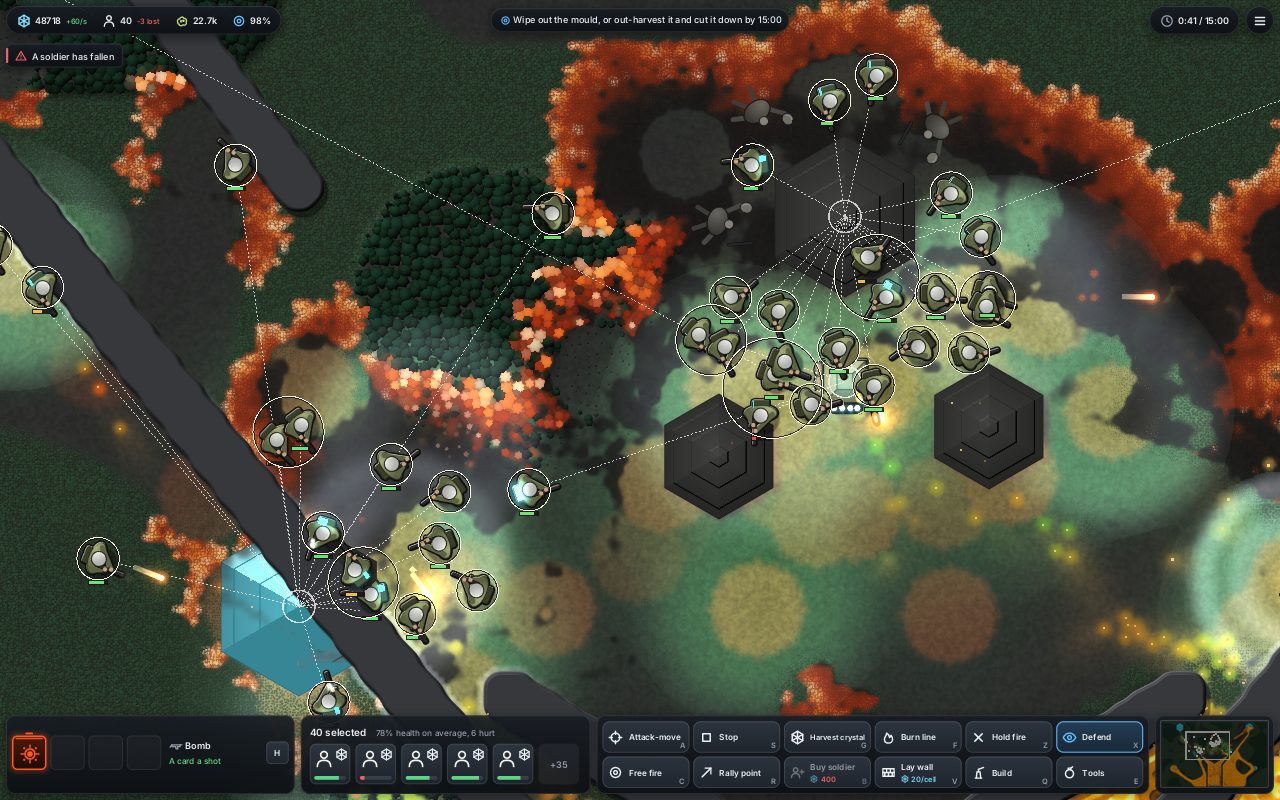 48718 +60/s 40 -3 lost 22.7k 98%
Wipe out the mould, or out-harvest it and cut it down by 15:00
0:41 / 15:00
A soldier has fallen
Bomb
A card a shot
H
40 selected 78% health on average, 6 hurt
+35
Attack-move A
Stop S
Harvest crystal G
Burn line F
Hold fire Z
Defend X
Free fire C
Rally point R
Buy soldier 400 B
Lay wall 20/cell V
Build Q
Tools E